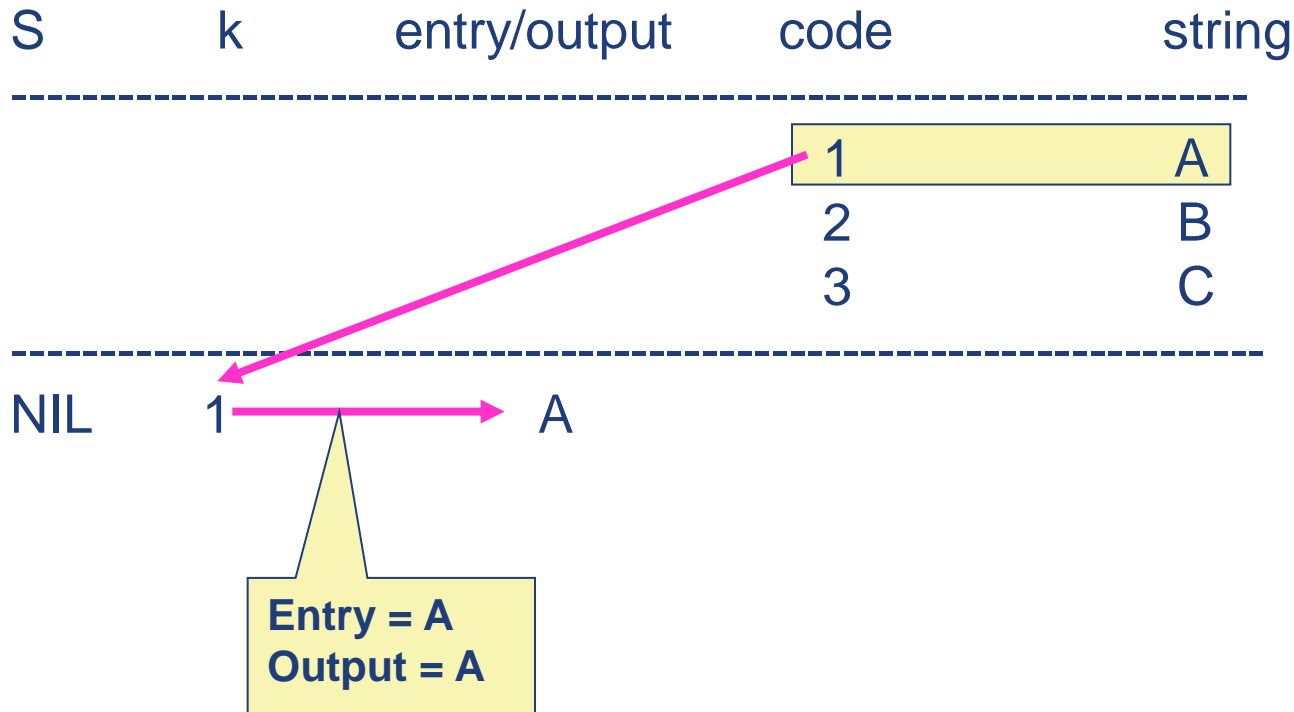 S k entry/output code string
1 A
2 B
3 C
NIL 1 A
Entry = A
Output = A